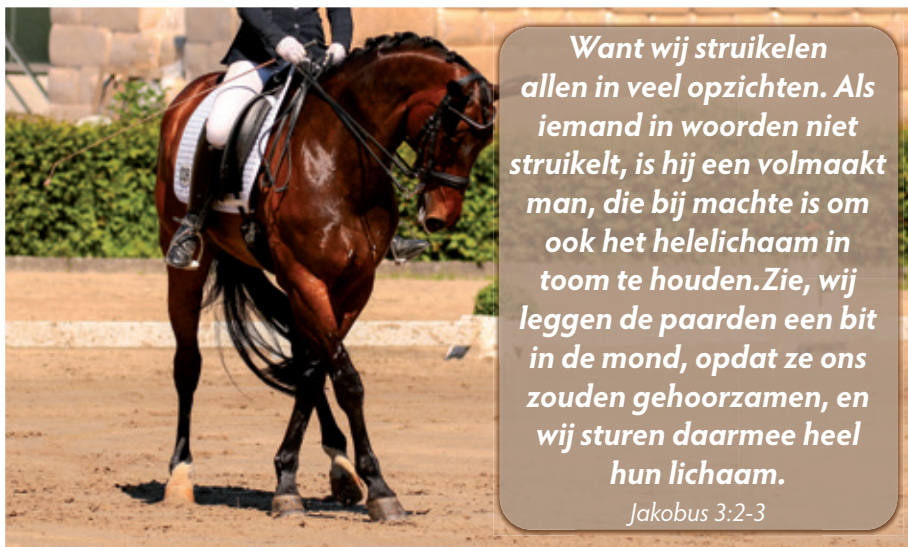 Want wij struikelen
allen in veel opzichten. Als
iemand in woorden niet
struikelt, is hij een volmaakt
man, die bij machte is om
ook het helelichaam in
toom te houden.Zie, wij
leggen de paarden een bit
in de mond, opdat ze ons
zouden gehoorzamen, en
wij sturen daarmee heel
hun lichaam.
Jakobus 3:2-3